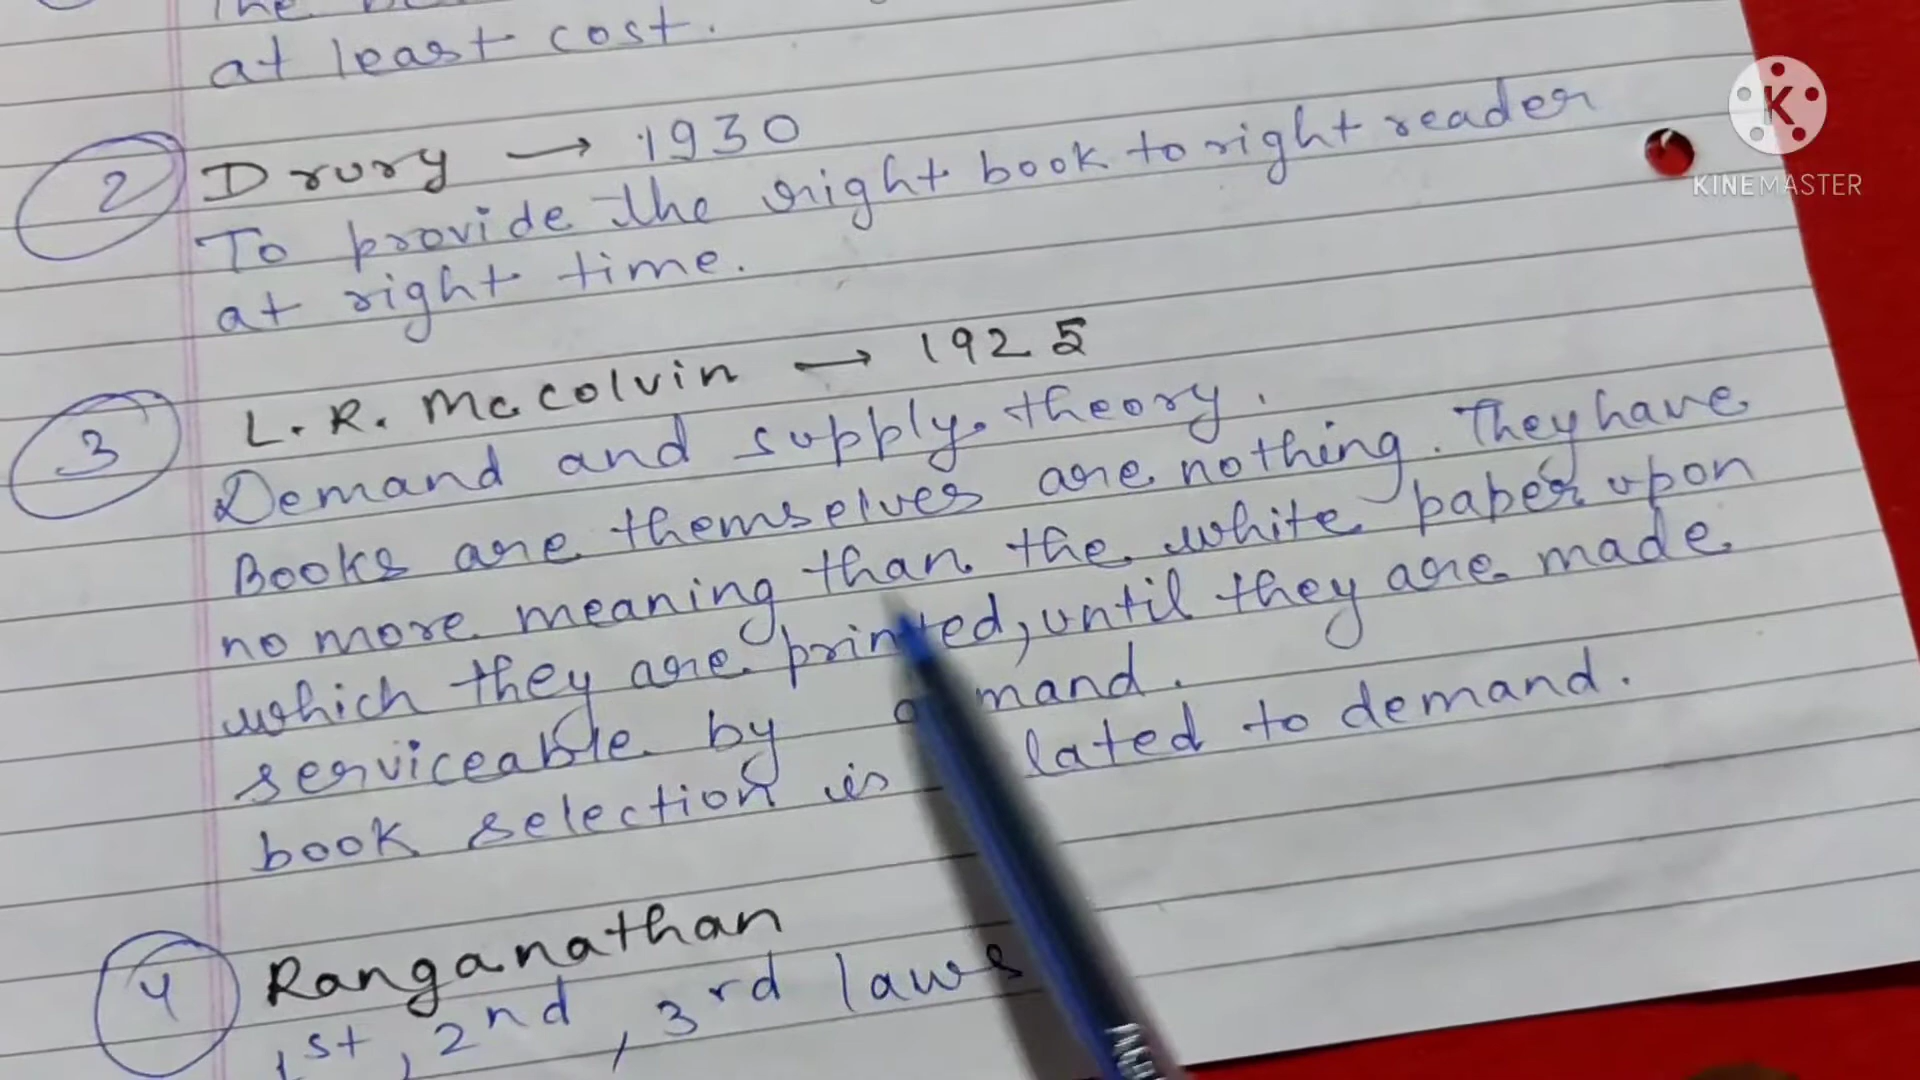 The
at least cost.
2 Drury → 1930
To provide the right book to right reader
at right time.
3 L. R. Mc. colvin → 1925
Demand and supply theory.
Books are themselves are nothing. They have
no more meaning than the white paper upon
which they are printed, until they are made
serviceable by mand.
book selection is lated to demand.
4 Ranganathan
1st, 2nd, 3rd laws
K
KINEMASTER